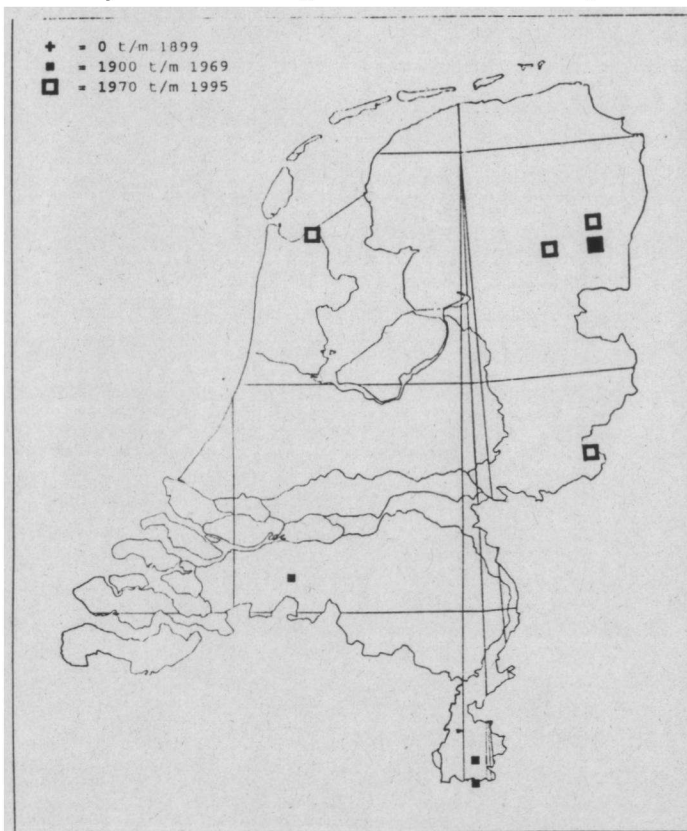 + = 0 t/m 1899
▪ = 1900 t/m 1969
□ = 1970 t/m 1995